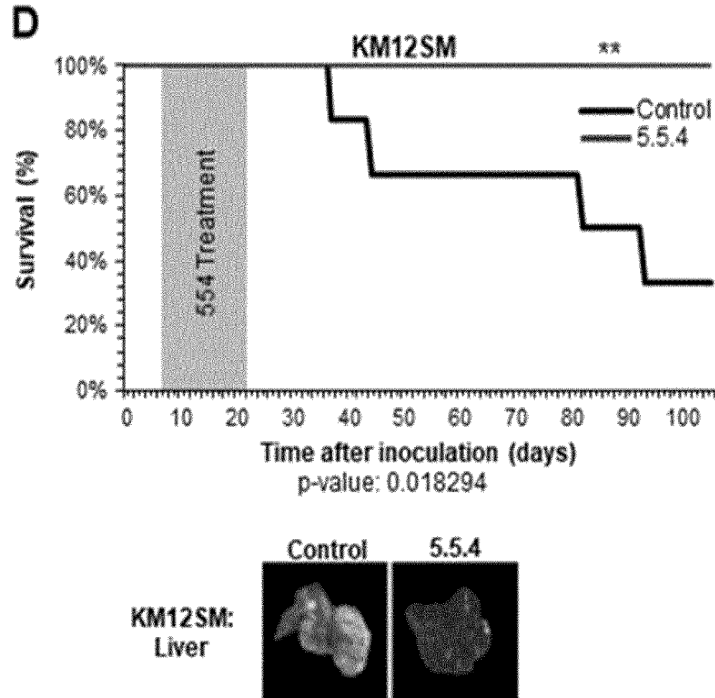 D
KM12SM **
100%
80%
60%
40%
20%
0%
Survival (%)
554 Treatment
Control
5.5.4
0 10 20 30 40 50 60 70 80 90 100
Time after inoculation (days)
p-value: 0.018294
Control 5.5.4
KM12SM:
Liver